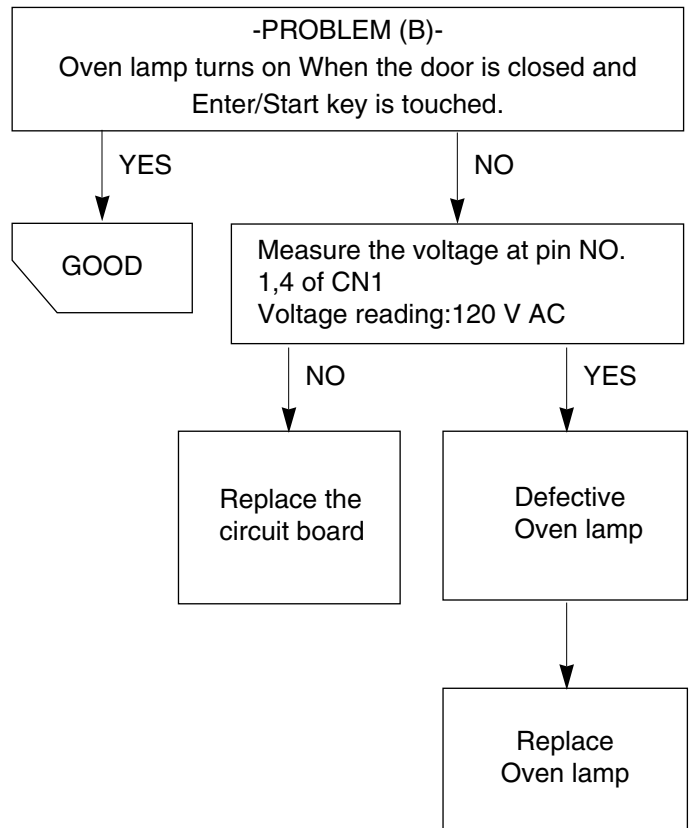 -PROBLEM (B)-
Oven lamp turns on When the door is closed and
Enter/Start key is touched.
YES
NO
GOOD
Measure the voltage at pin NO.
1,4 of CN1
Voltage reading:120 V AC
NO
YES
Replace the
circuit board
Defective
Oven lamp
Replace
Oven lamp